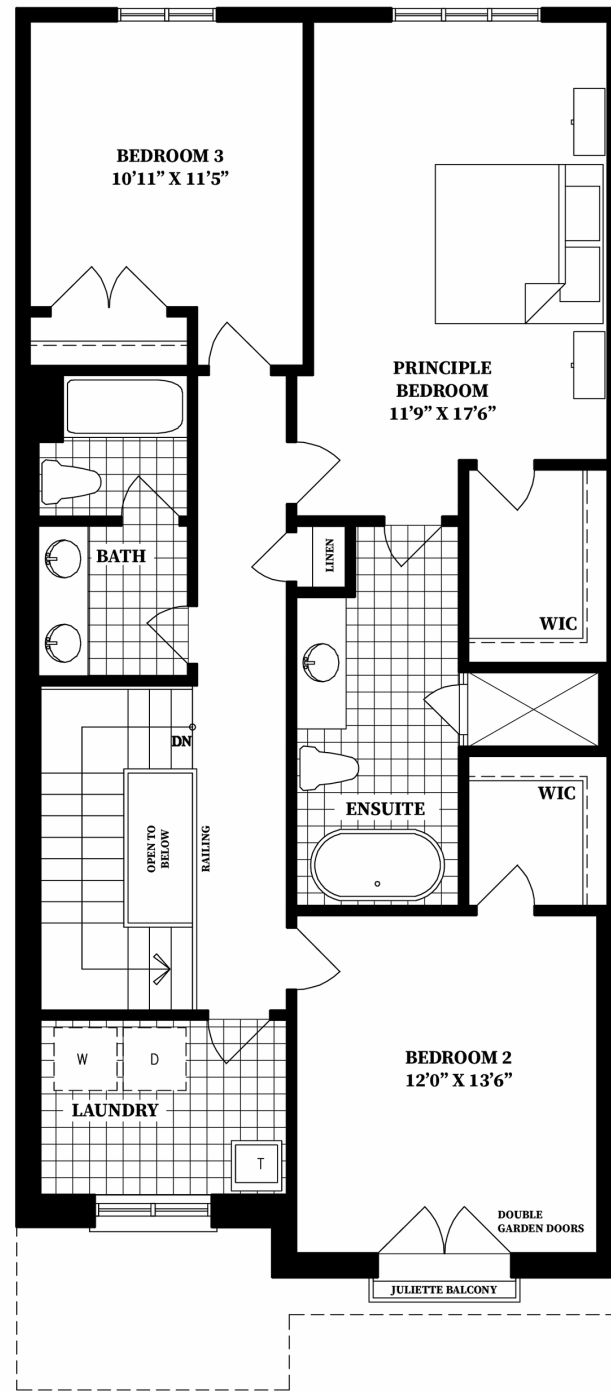 BEDROOM 3
10’11” X 11’5”
PRINCIPLE
BEDROOM
11’9” X 17’6”
BATH
LINEN
WIC
DN
OPEN TO
BELOW
RAILING
ENSUITE
WIC
W
D
LAUNDRY
T
BEDROOM 2
12’0” X 13’6”
DOUBLE
GARDEN DOORS
JULIETTE BALCONY